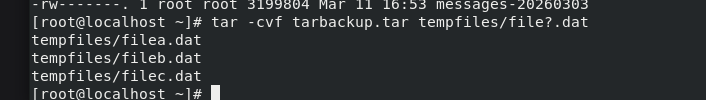 -rw-------. 1 root root 3199804 Mar 11 16:53 messages-20260303
[root@localhost ~]# tar -cvf tarbackup.tar tempfiles/file?.dat
tempfiles/filea.dat
tempfiles/fileb.dat
tempfiles/filec.dat
[root@localhost ~]#